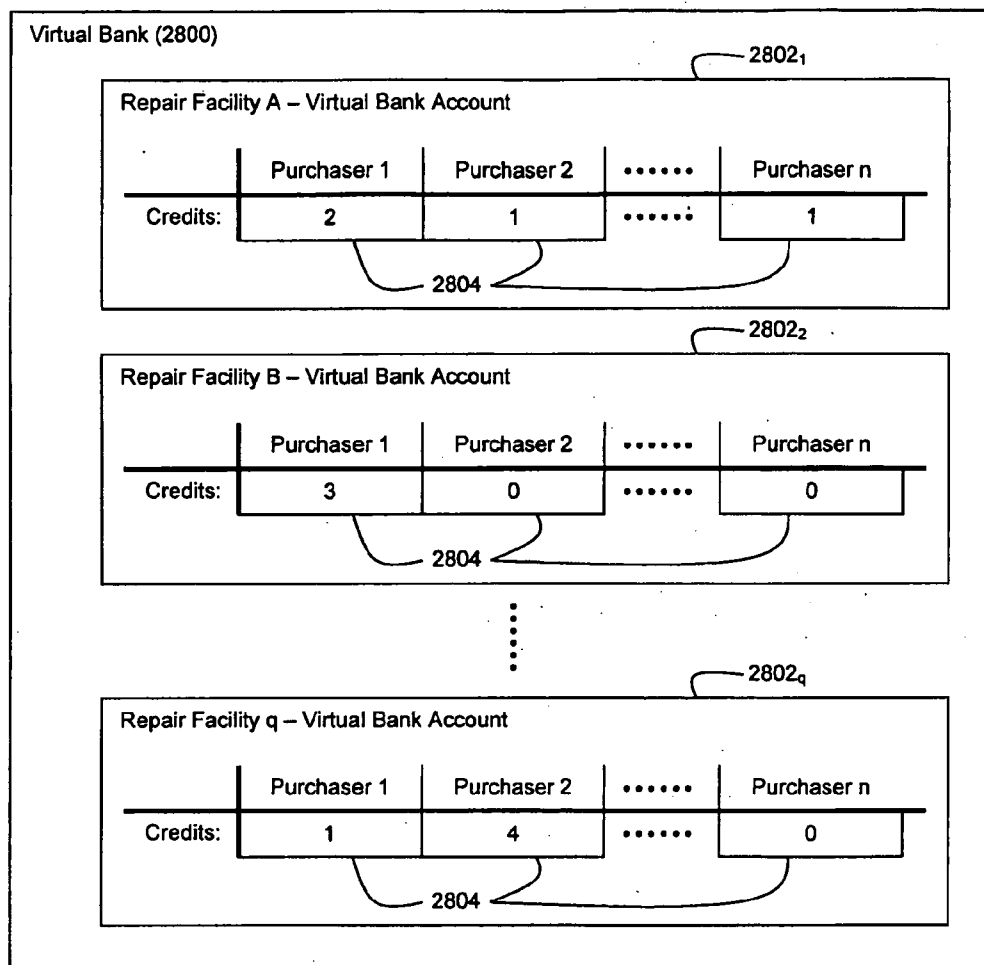 Virtual Bank (2800)
2802₁
Repair Facility A – Virtual Bank Account
Purchaser 1 Purchaser 2 •••••• Purchaser n
Credits: 2 1 •••••• 1
2804
2802₂
Repair Facility B – Virtual Bank Account
Purchaser 1 Purchaser 2 •••••• Purchaser n
Credits: 3 0 •••••• 0
2804
2802q
Repair Facility q – Virtual Bank Account
Purchaser 1 Purchaser 2 •••••• Purchaser n
Credits: 1 4 •••••• 0
2804